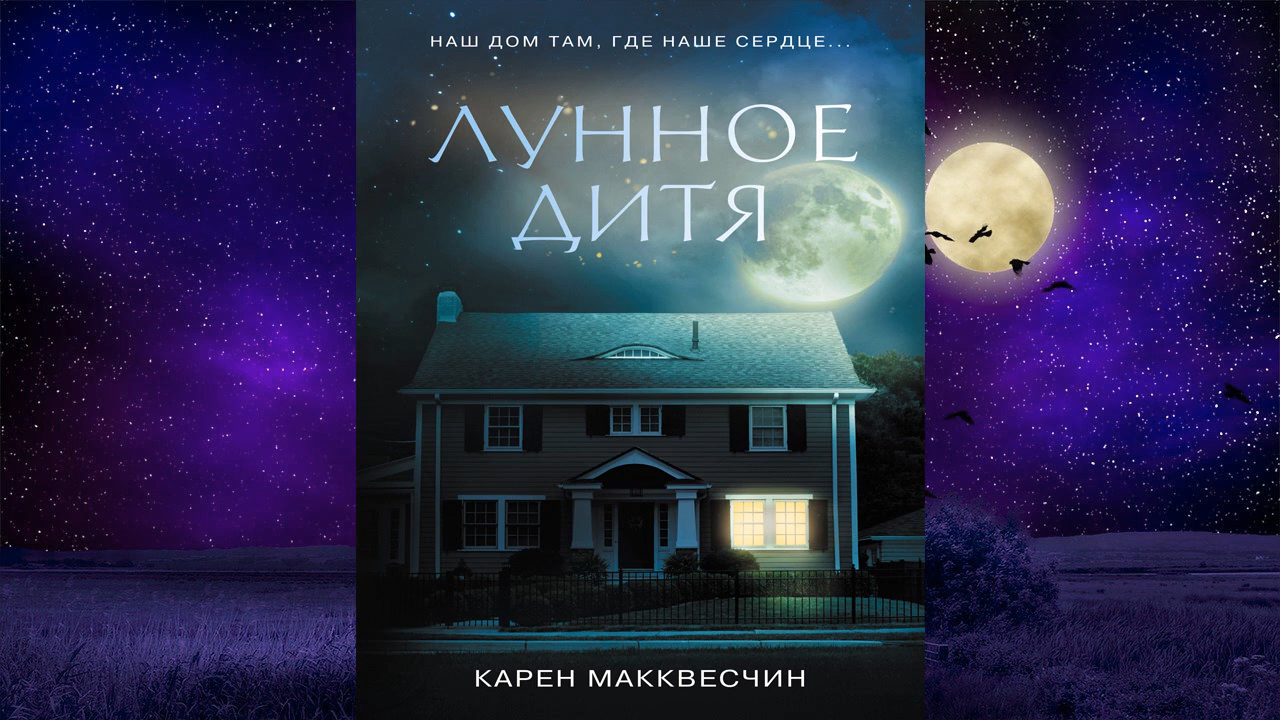 НАШ ДОМ ТАМ, ГДЕ НАШЕ СЕРДЦЕ...
ЛУННОЕ
ДИТЯ
КАРЕН МАККВЕСЧИН